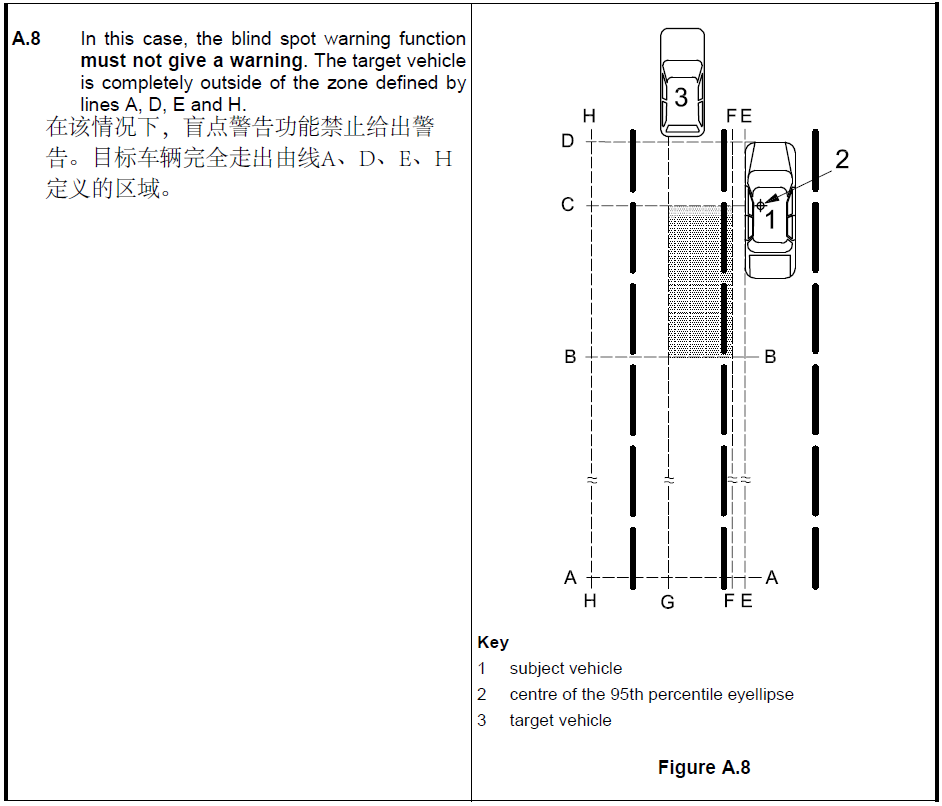 A.8 In this case, the blind spot warning function
must not give a warning. The target vehicle
is completely outside of the zone defined by
lines A, D, E and H.
在该情况下，盲点警告功能禁止给出警
告。目标车辆完全走出由线A、D、E、H
定义的区域。
3
H F E
D
2
C
1
B B
A A
H G F E
Key
1 subject vehicle
2 centre of the 95th percentile eyellipse
3 target vehicle
Figure A.8